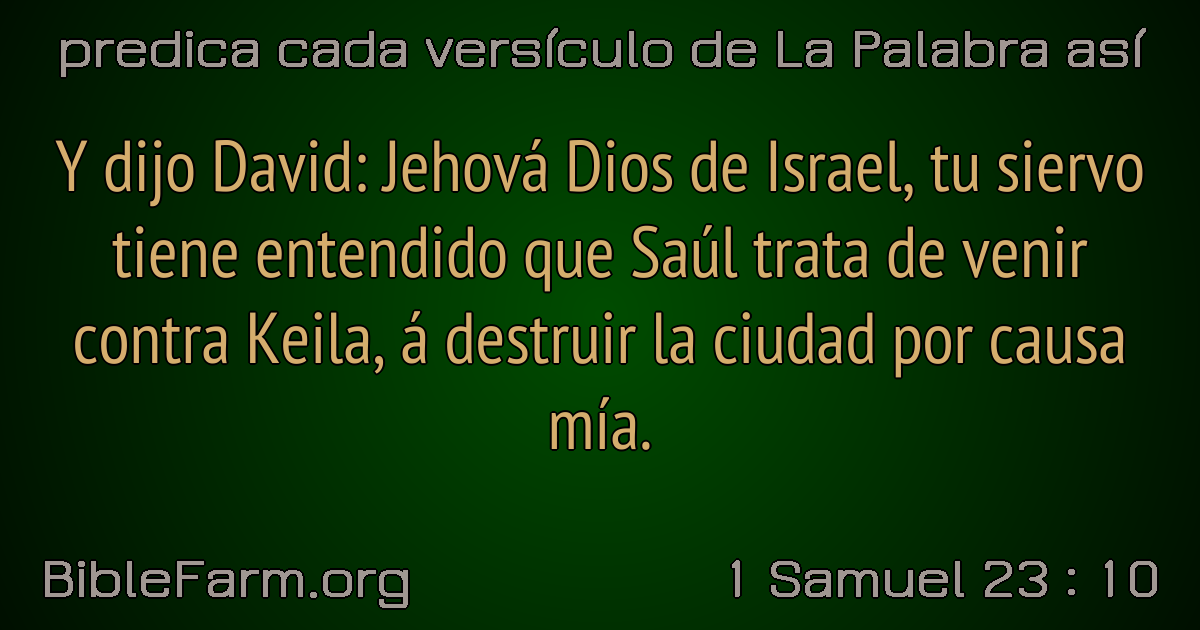 predica cada versículo de La Palabra así
Y dijo David: Jehová Dios de Israel, tu siervo
tiene entendido que Saúl trata de venir
contra Keila, á destruir la ciudad por causa
mía.
BibleFarm.org
1 Samuel 23 : 10